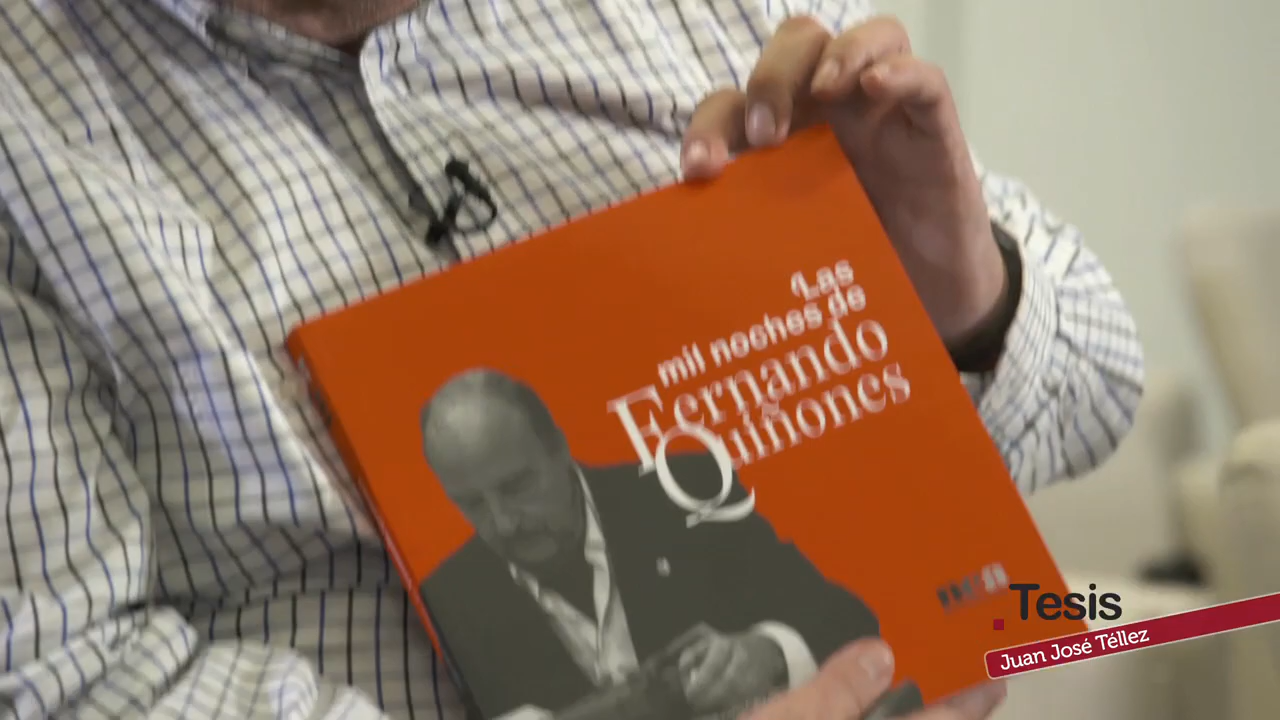 Las
mil noches de
Fernando
Quiñones
Tesis
Juan José Téllez